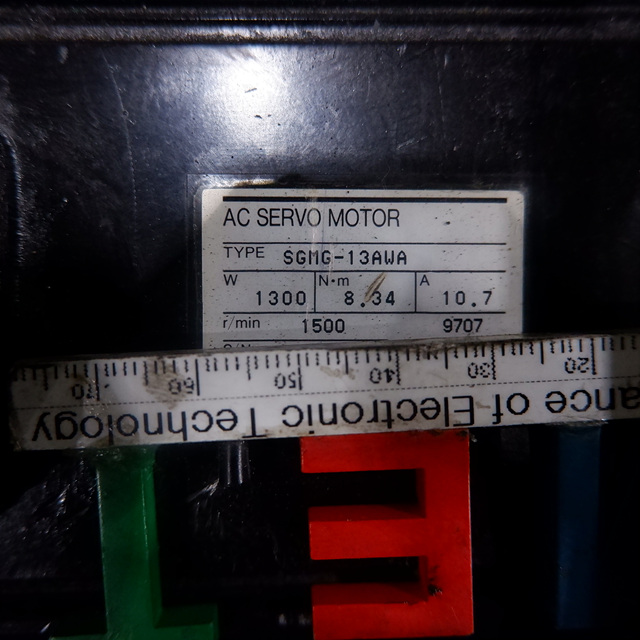 AC SERVO MOTOR
TYPE SGMG-13AWA
W N·m A
1300 8.34 10.7
r/min 1500 9707
70 60 50 40 30 20
ance of Electronic Technology